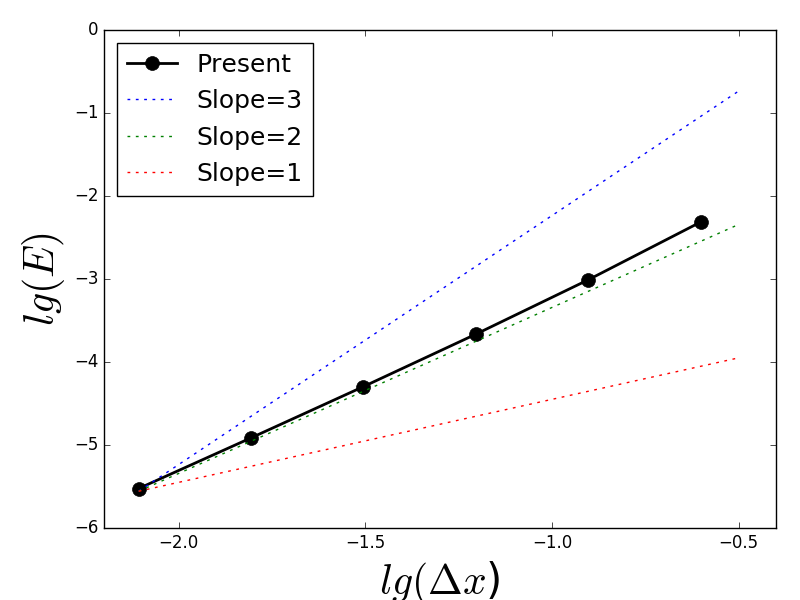 0
−1
−2
−3
−4
−5
−6
lg(E)
Present
Slope=3
Slope=2
Slope=1
−2.0 −1.5 −1.0 −0.5
lg(Δx)